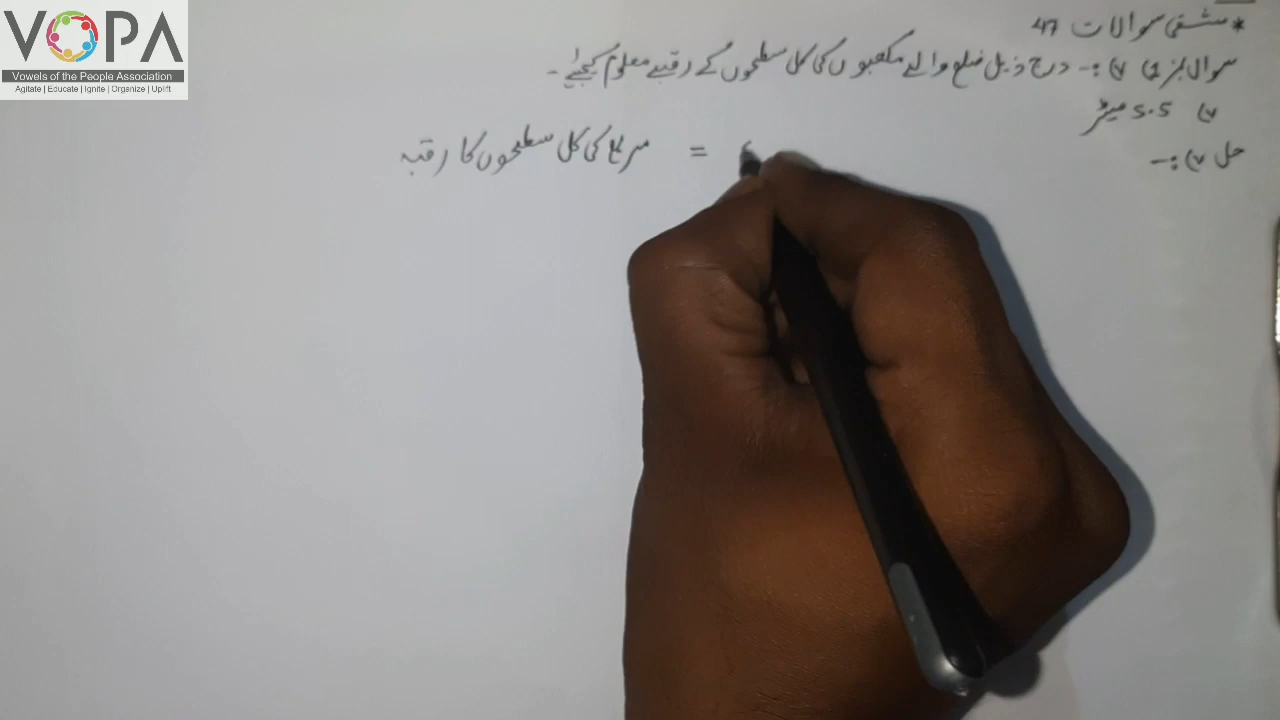 VOPA
Vowels of the People Association
Agitate | Educate | Ignite | Organize | Uplift
* مشقی سوالات 47
سوال نمبر 1) v) :- درج ذیل ضلع والے مکعبوں کی کل سطحوں کے رقبے معلوم کیجیے -
v) 5.5 میٹر
حل v) :-
مربع کی کل سطحوں کا رقبہ =